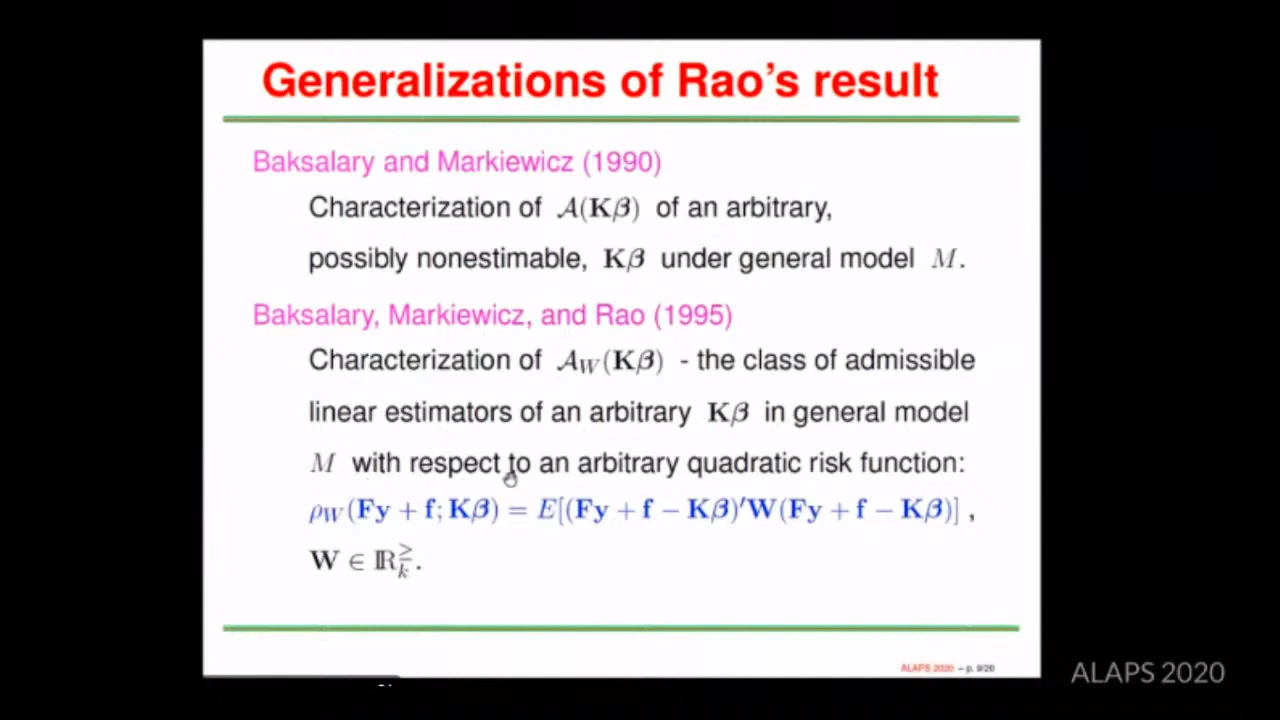 Generalizations of Rao's result
Baksalary and Markiewicz (1990)
Characterization of 𝒜(𝐊𝜷) of an arbitrary,
possibly nonestimable, 𝐊𝜷 under general model M.
Baksalary, Markiewicz, and Rao (1995)
Characterization of 𝒜_W(𝐊𝜷) - the class of admissible
linear estimators of an arbitrary 𝐊𝜷 in general model
M with respect to an arbitrary quadratic risk function:
ρ_W(𝐅𝐲 + 𝐟; 𝐊𝜷) = E[(𝐅𝐲 + 𝐟 − 𝐊𝜷)′𝐖(𝐅𝐲 + 𝐟 − 𝐊𝜷)] ,
𝐖 ∈ ℝ_k^≥.
ALAPS 2020 – p. 9/20
ALAPS 2020